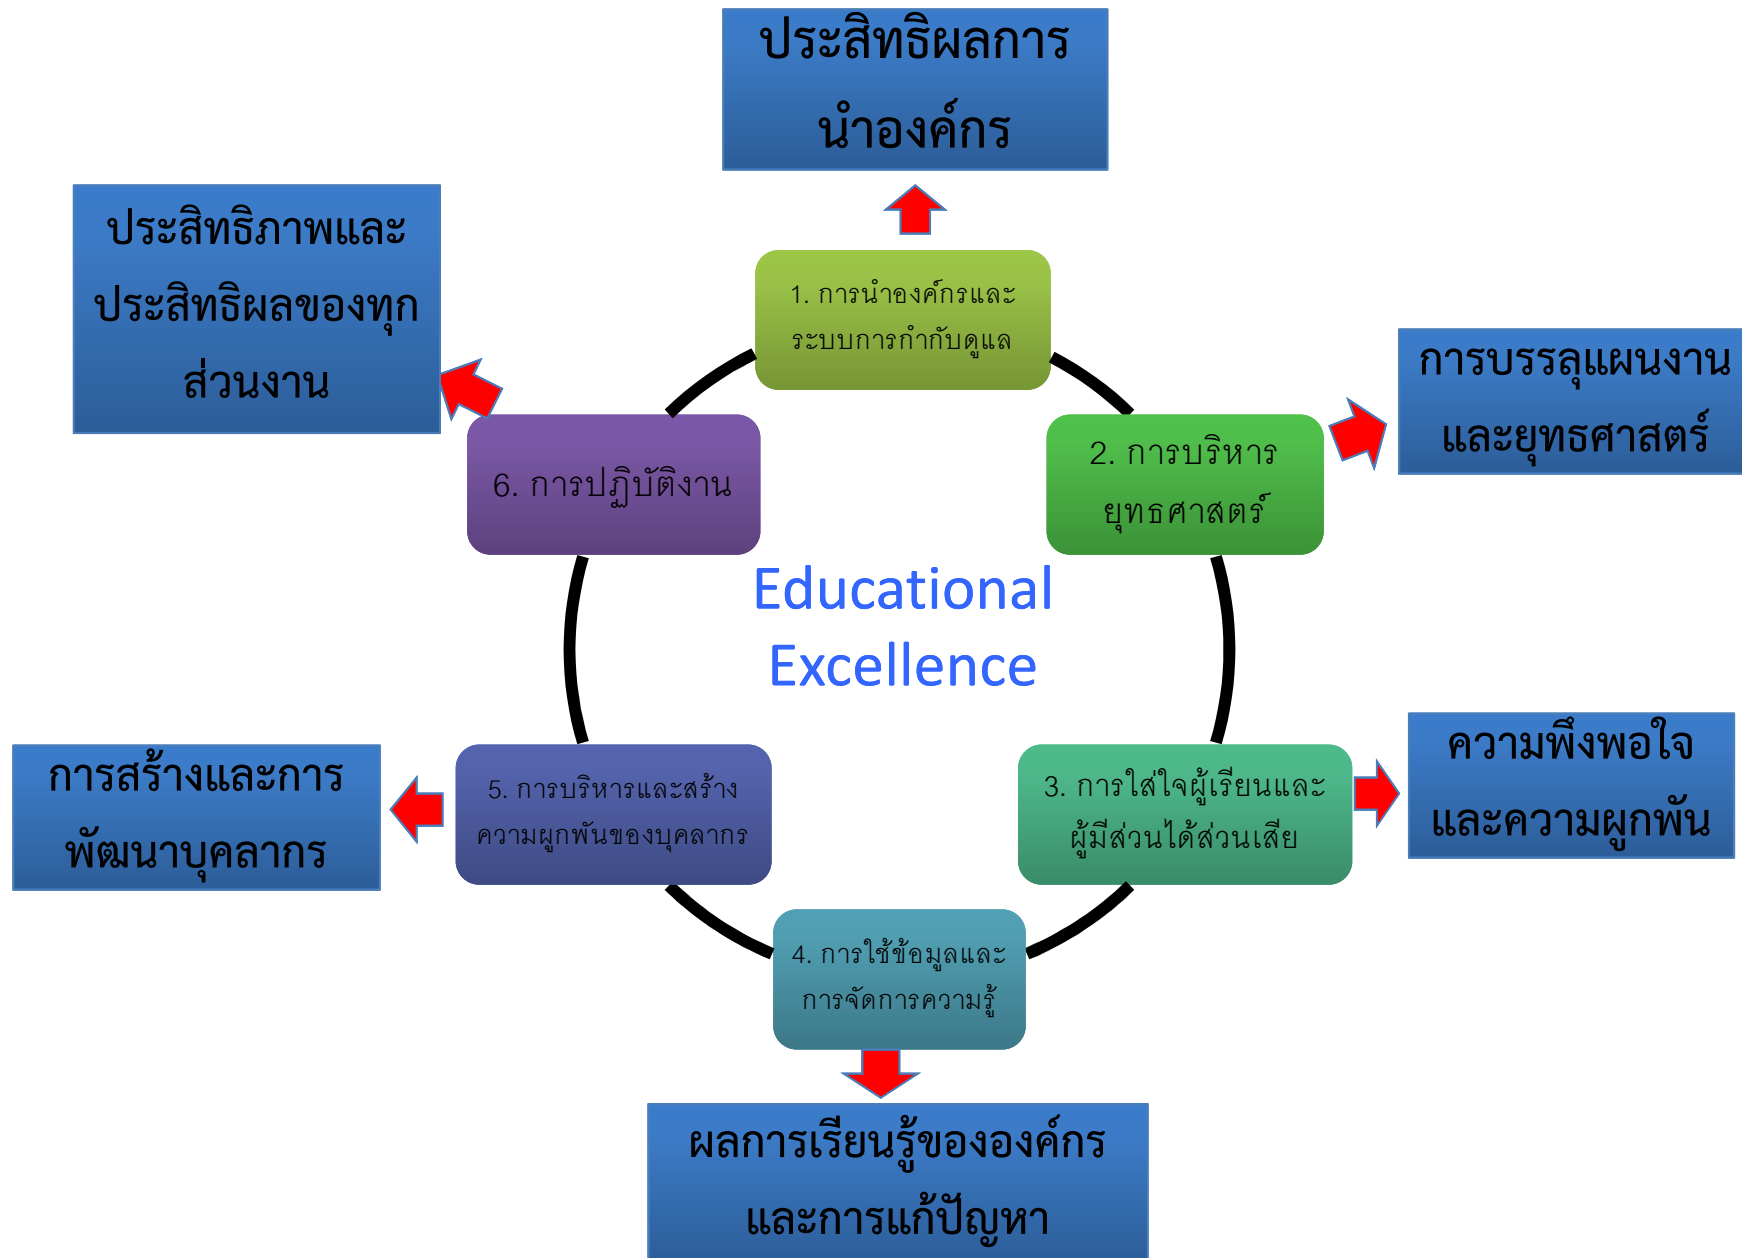 ประสิทธิผลการ
นำองค์กร
ประสิทธิภาพและ
ประสิทธิผลของทุก
ส่วนงาน
1. การนำองค์กรและ
ระบบการกำกับดูแล
การบรรลุแผนงาน
และยุทธศาสตร์
2. การบริหาร
ยุทธศาสตร์
6. การปฏิบัติงาน
Educational
Excellence
ความพึงพอใจ
และความผูกพัน
3. การใส่ใจผู้เรียนและ
ผู้มีส่วนได้ส่วนเสีย
การสร้างและการ
พัฒนาบุคลากร
5. การบริหารและสร้าง
ความผูกพันของบุคลากร
4. การใช้ข้อมูลและ
การจัดการความรู้
ผลการเรียนรู้ขององค์กร
และการแก้ปัญหา